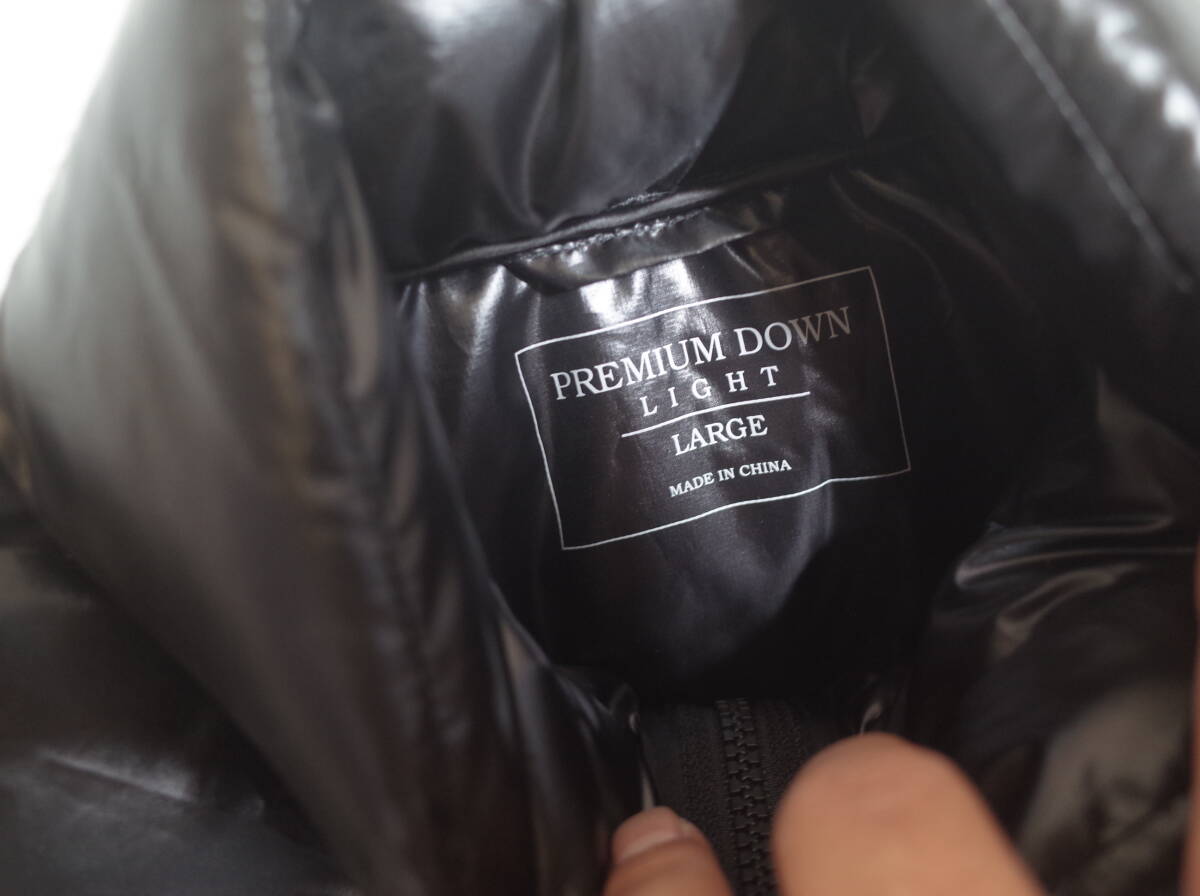 PREMIUM DOWN
LIGHT
LARGE
MADE IN CHINA